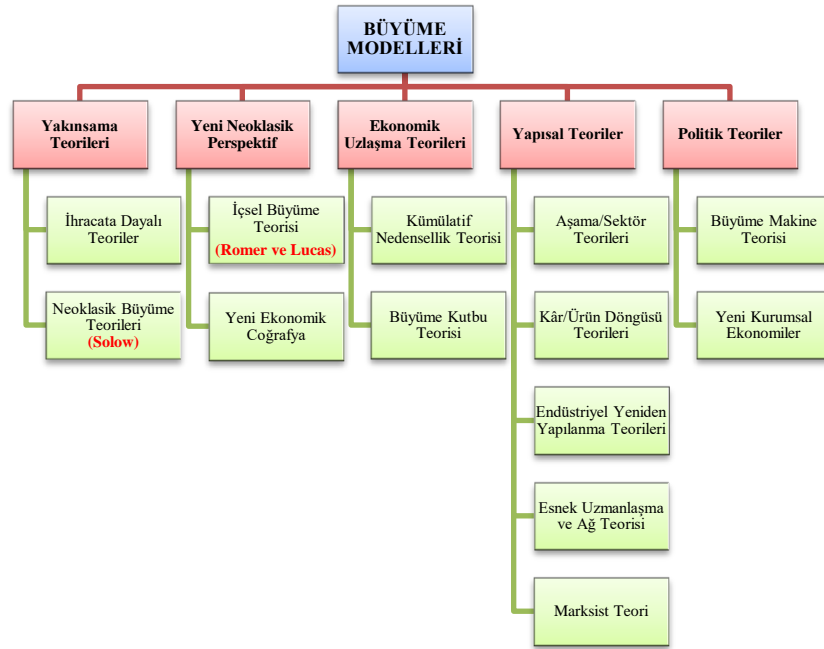 BÜYÜME
MODELLERİ
Yakınsama
Teorileri
İhracata Dayalı
Teoriler
Neoklasik Büyüme
Teorileri
(Solow)
Yeni Neoklasik
Perspektif
İçsel Büyüme
Teorisi
(Romer ve Lucas)
Yeni Ekonomik
Coğrafya
Ekonomik
Uzlaşma Teorileri
Kümülatif
Nedensellik Teorisi
Büyüme Kutbu
Teorisi
Yapısal Teoriler
Aşama/Sektör
Teorileri
Kâr/Ürün Döngüsü
Teorileri
Endüstriyel Yeniden
Yapılanma Teorileri
Esnek Uzmanlaşma
ve Ağ Teorisi
Marksist Teori
Politik Teoriler
Büyüme Makine
Teorisi
Yeni Kurumsal
Ekonomiler